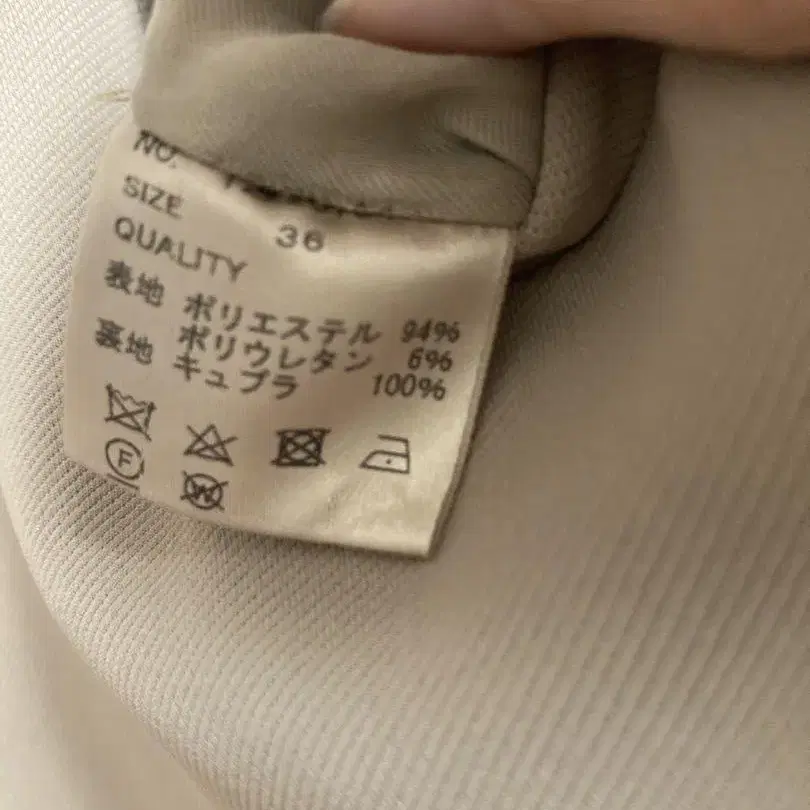 NO.
SIZE 36
QUALITY
表地 ポリエステル 94%
ポリウレタン 6%
裏地 キュプラ 100%
F
W